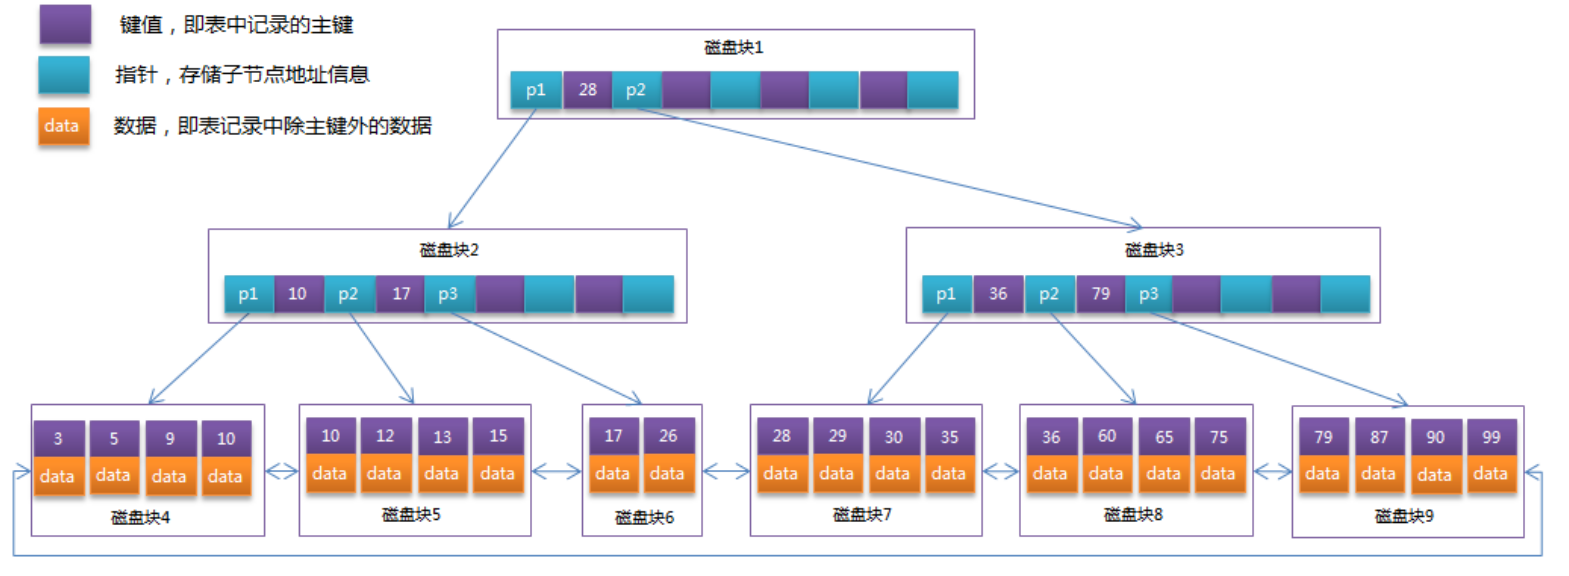 键值，即表中记录的主键
指针，存储子节点地址信息
data 数据，即表记录中除主键外的数据
磁盘块1
p1 28 p2
磁盘块2
p1 10 p2 17 p3
磁盘块3
p1 36 p2 79 p3
3 5 9 10
data data data data
磁盘块4
10 12 13 15
data data data data
磁盘块5
17 26
data data
磁盘块6
28 29 30 35
data data data data
磁盘块7
36 60 65 75
data data data data
磁盘块8
79 87 90 99
data data data data
磁盘块9